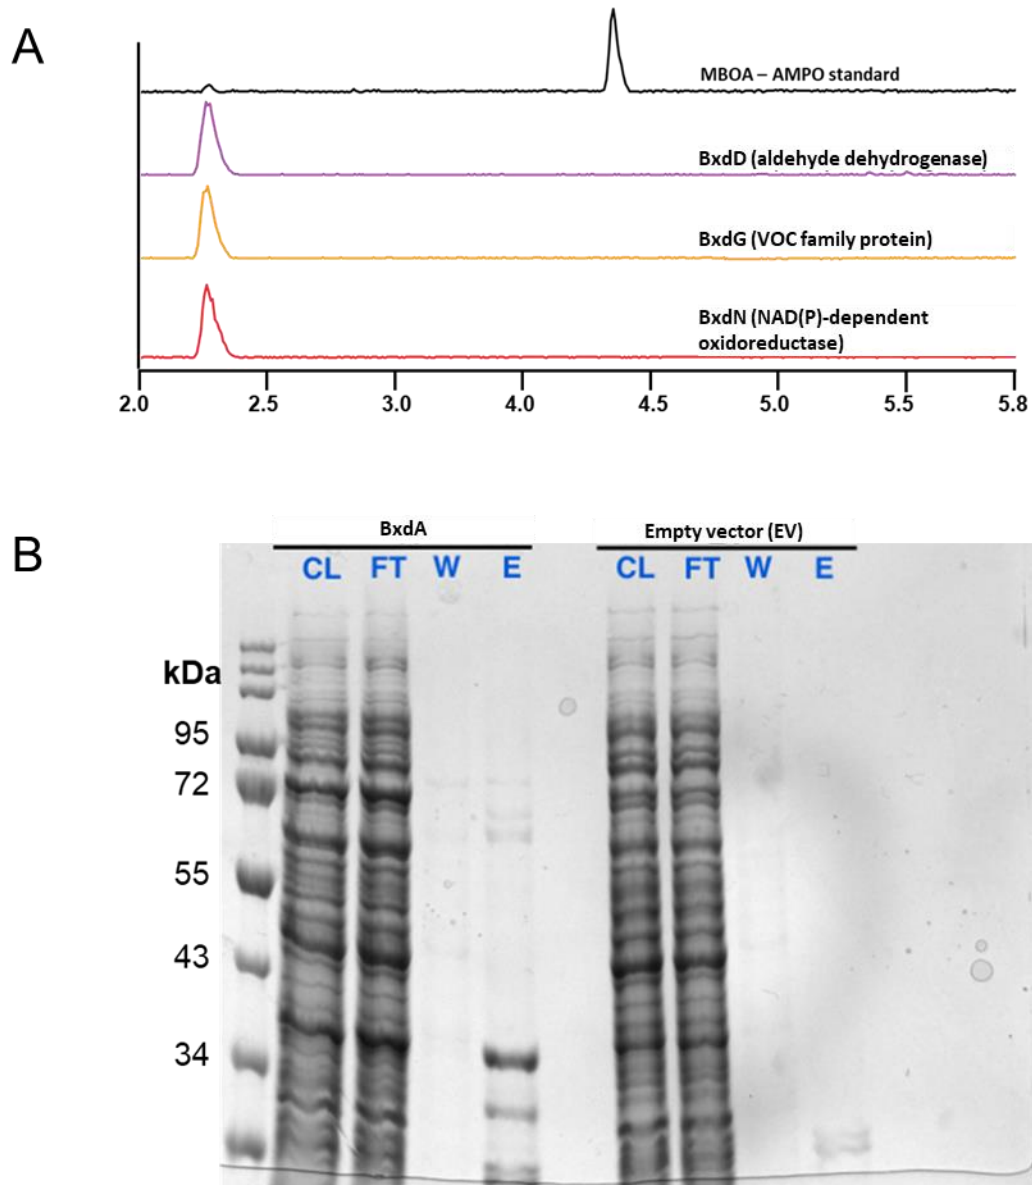 A
MBOA – AMPO standard
BxdD (aldehyde dehydrogenase)
BxdG (VOC family protein)
BxdN (NAD(P)-dependent
oxidoreductase)
2.0 2.5 3.0 4.0 4.5 5.0 5.5 5.8
B
BxdA Empty vector (EV)
CL FT W E CL FT W E
kDa
95
72
55
43
34